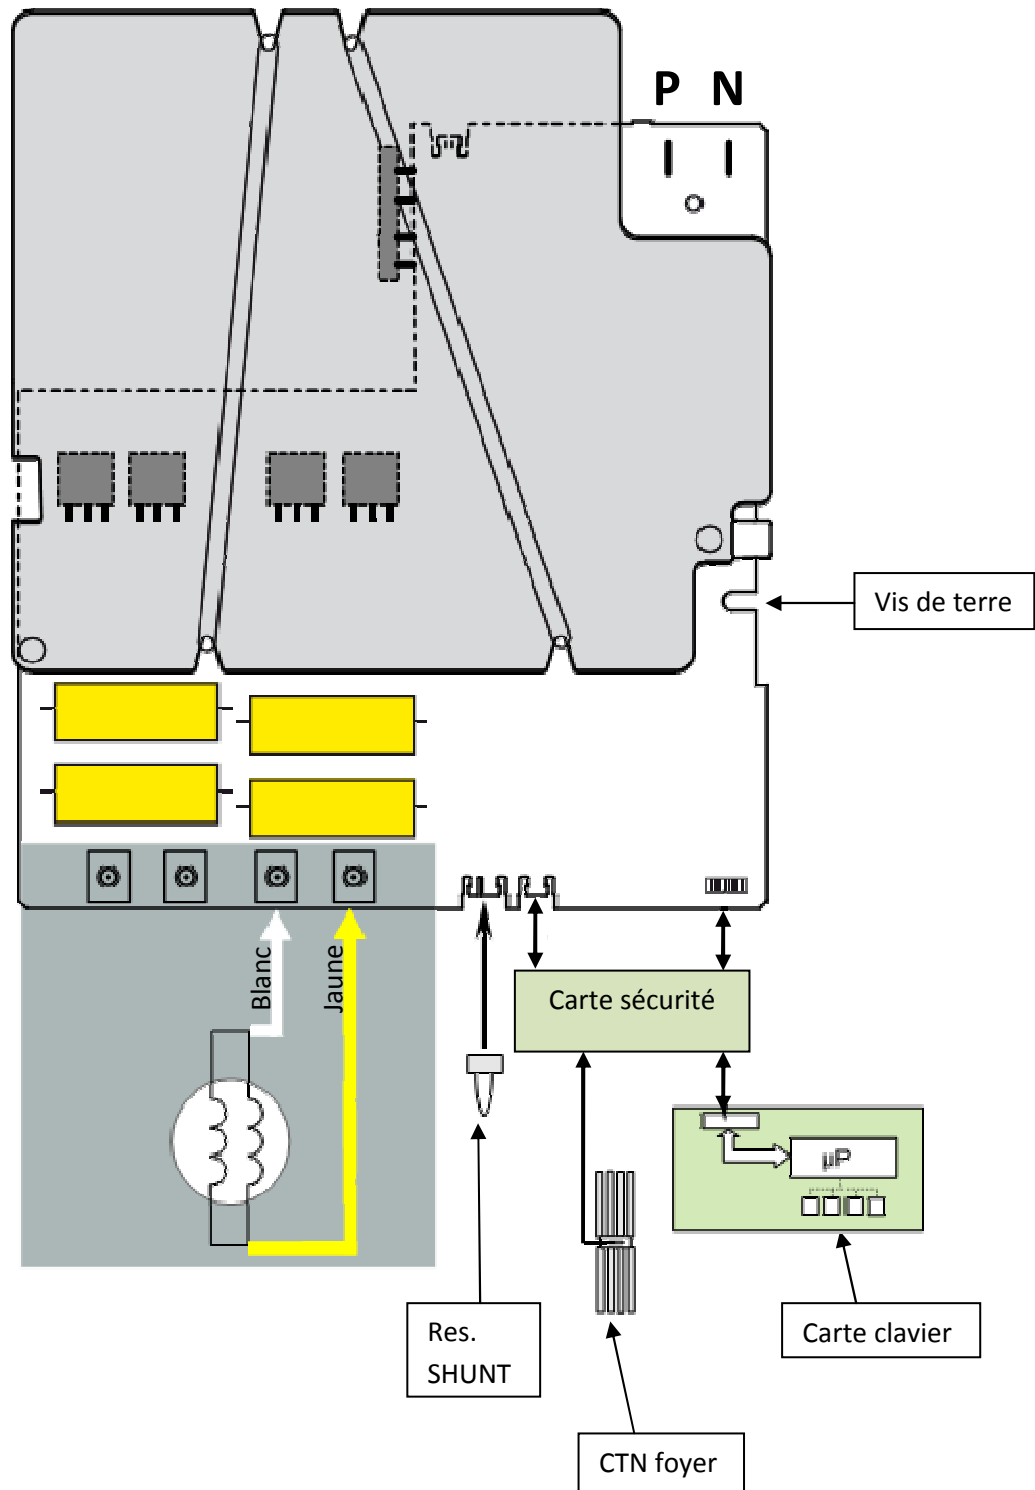 P N
Vis de terre
Blanc
Jaune
Carte sécurité
µP
Res.
SHUNT
Carte clavier
CTN foyer